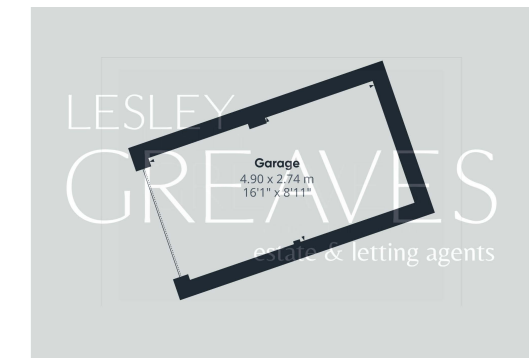 LESLEY
GREAVES
estate & letting agents
Garage
4.90 x 2.74 m
16'1" x 8'11"